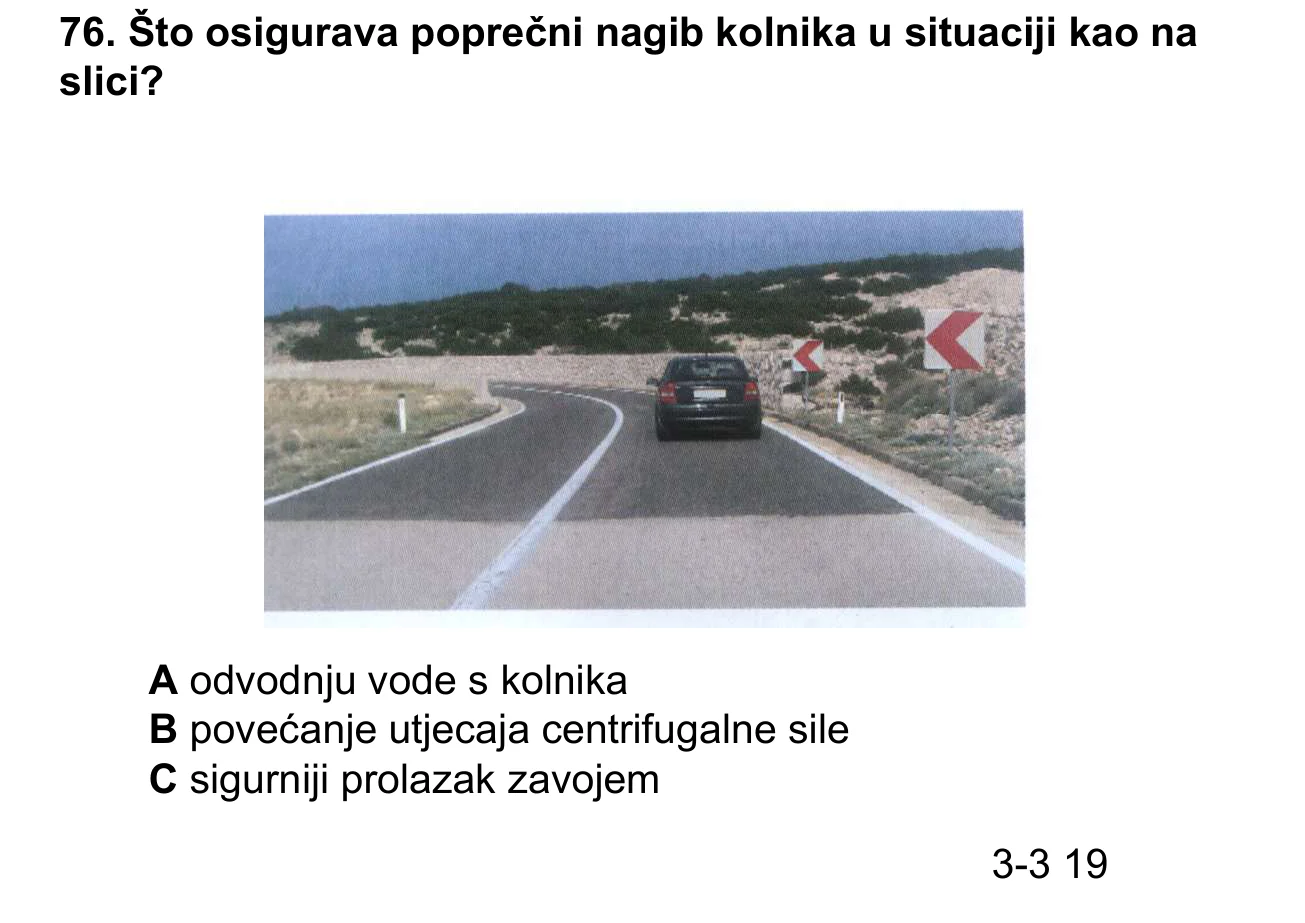 76. Što osigurava poprečni nagib kolnika u situaciji kao na
slici?
A odvodnju vode s kolnika
B povećanje utjecaja centrifugalne sile
C sigurniji prolazak zavojem
3-3 19